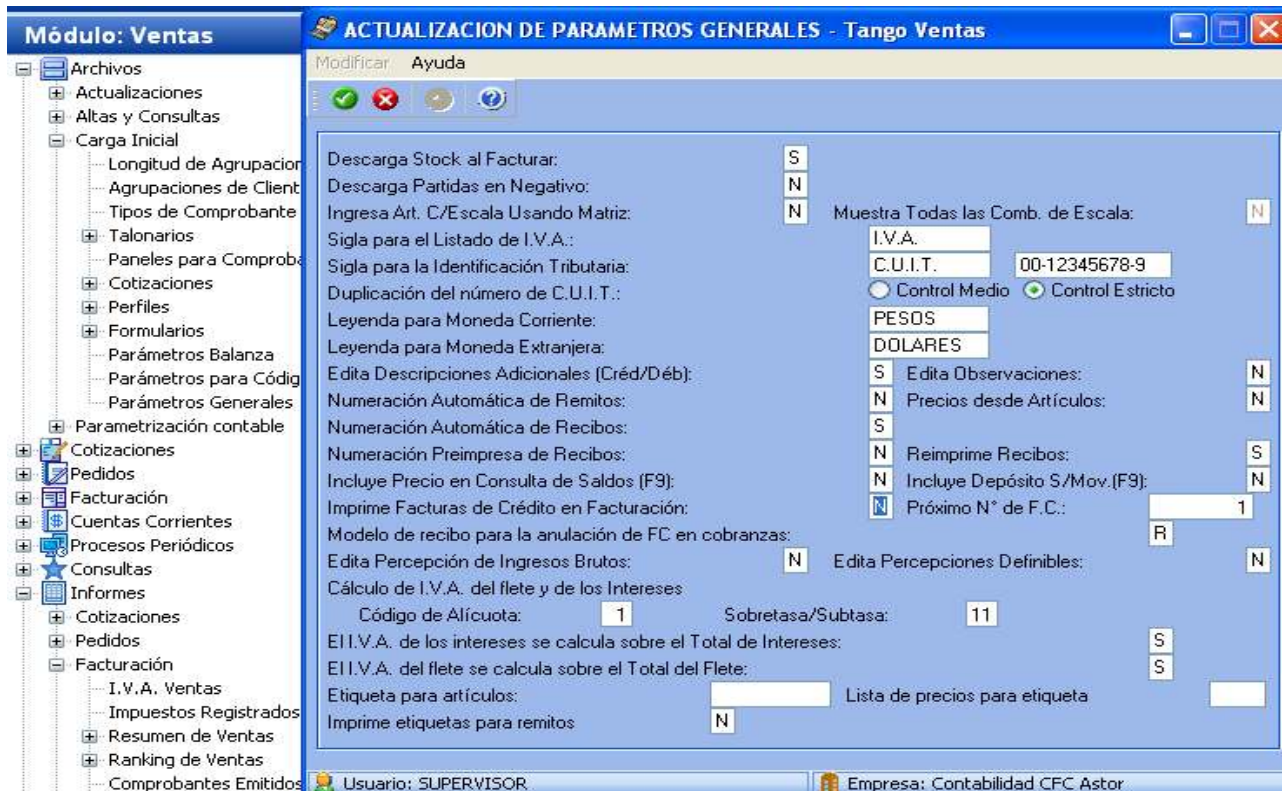 Módulo: Ventas
Archivos
Actualizaciones
Altas y Consultas
Carga Inicial
Longitud de Agrupacion
Agrupaciones de Client
Tipos de Comprobante
Talonarios
Paneles para Comproba
Cotizaciones
Perfiles
Formularios
Parámetros Balanza
Parámetros para Códig
Parámetros Generales
Parametrización contable
Cotizaciones
Pedidos
Facturación
Cuentas Corrientes
Procesos Periódicos
Consultas
Informes
Cotizaciones
Pedidos
Facturación
I.V.A. Ventas
Impuestos Registrados
Resumen de Ventas
Ranking de Ventas
Comprobantes Emitidos
ACTUALIZACION DE PARAMETROS GENERALES - Tango Ventas
Modificar Ayuda
Descarga Stock al Facturar: S
Descarga Partidas en Negativo: N
Ingresa Art. C/Escala Usando Matriz: N Muestra Todas las Comb. de Escala: N
Sigla para el Listado de I.V.A.: I.V.A.
Sigla para la Identificación Tributaria: C.U.I.T. 00-12345678-9
Duplicación del número de C.U.I.T.: Control Medio Control Estricto
Leyenda para Moneda Corriente: PESOS
Leyenda para Moneda Extranjera: DOLARES
Edita Descripciones Adicionales (Créd/Déb): S Edita Observaciones: N
Numeración Automática de Remitos: N Precios desde Artículos: N
Numeración Automática de Recibos: S
Numeración Preimpresa de Recibos: N Reimprime Recibos: S
Incluye Precio en Consulta de Saldos (F9): N Incluye Depósito S/Mov.(F9): N
Imprime Facturas de Crédito en Facturación: N Próximo N° de F.C.: 1
Modelo de recibo para la anulación de FC en cobranzas: R
Edita Percepción de Ingresos Brutos: N Edita Percepciones Definibles: N
Cálculo de I.V.A. del flete y de los Intereses
Código de Alícuota: 1 Sobretasa/Subtasa: 11
El I.V.A. de los intereses se calcula sobre el Total de Intereses: S
El I.V.A. del flete se calcula sobre el Total del Flete: S
Etiqueta para artículos: Lista de precios para etiqueta
Imprime etiquetas para remitos N
Usuario: SUPERVISOR Empresa: Contabilidad CFC Astor